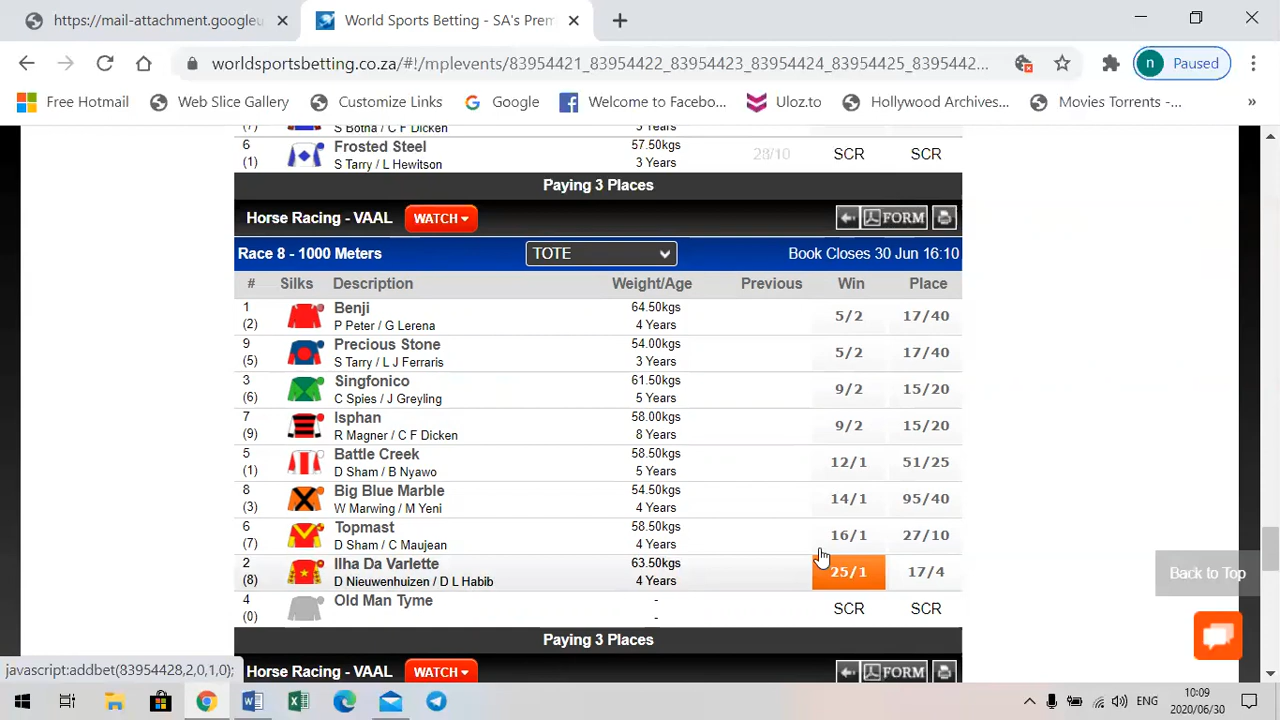 https://mail-attachment.googleu
World Sports Betting - SA's Prem
worldsportsbetting.co.za/#!/mplevents/83954421_83954422_83954423_83954424_83954425_8395442...
n Paused
Free Hotmail Web Slice Gallery Customize Links Google Welcome to Facebo... Uloz.to Hollywood Archives... Movies Torrents -... »
(7) S Botha / C F Dicken 5 Years
6 Frosted Steel 57.50kgs 28/10 SCR SCR
(1) S Tarry / L Hewitson 3 Years
Paying 3 Places
Horse Racing - VAAL WATCH FORM
Race 8 - 1000 Meters TOTE Book Closes 30 Jun 16:10
# Silks Description Weight/Age Previous Win Place
1 Benji 64.50kgs 5/2 17/40
(2) P Peter / G Lerena 4 Years
9 Precious Stone 54.00kgs 5/2 17/40
(5) S Tarry / L J Ferraris 3 Years
3 Singfonico 61.50kgs 9/2 15/20
(6) C Spies / J Greyling 5 Years
7 Isphan 58.00kgs 9/2 15/20
(9) R Magner / C F Dicken 8 Years
5 Battle Creek 58.50kgs 12/1 51/25
(1) D Sham / B Nyawo 5 Years
8 Big Blue Marble 54.50kgs 14/1 95/40
(3) W Marwing / M Yeni 4 Years
6 Topmast 58.50kgs 16/1 27/10
(7) D Sham / C Maujean 4 Years
2 Ilha Da Varlette 63.50kgs 25/1 17/4
(8) D Nieuwenhuizen / D L Habib 4 Years
4 Old Man Tyme - SCR SCR
(0) -
Back to Top
Paying 3 Places
javascript:addbet(83954428,2,0,1,0);
Horse Racing - VAAL WATCH FORM
ENG 10:09
2020/06/30